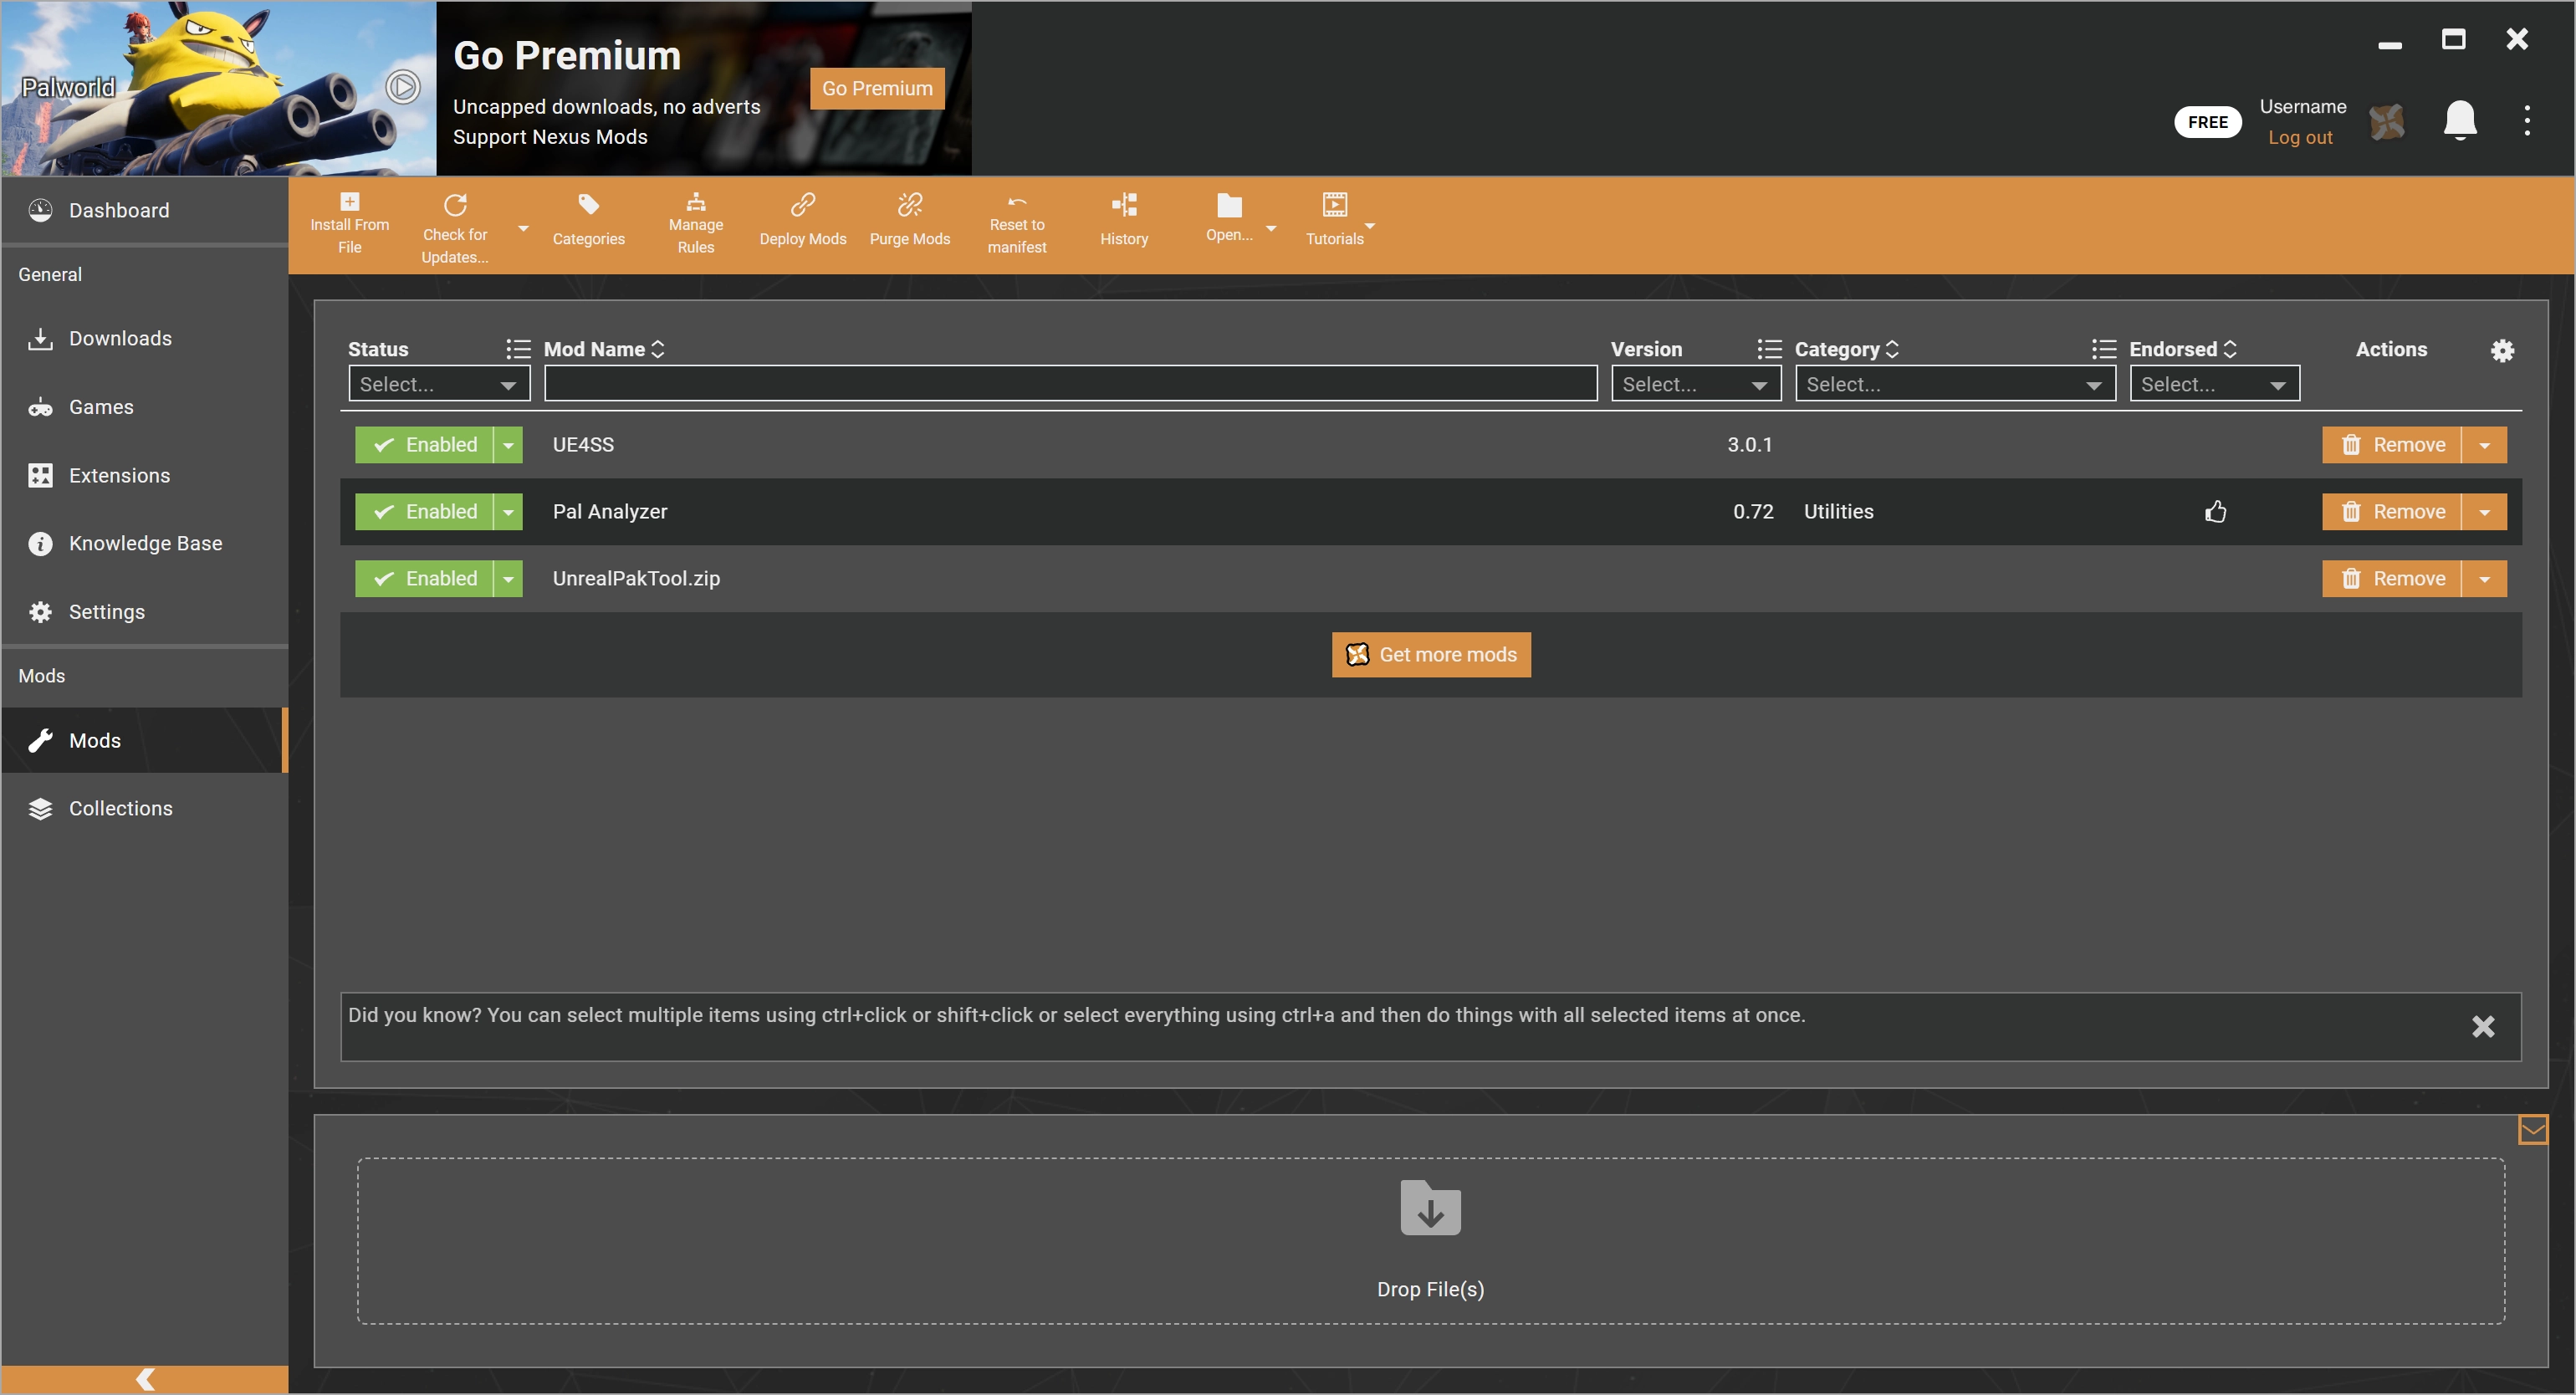 Palworld
Go Premium
Uncapped downloads, no adverts
Support Nexus Mods
Go Premium
FREE
Username
Log out
Dashboard
General
Downloads
Games
Extensions
Knowledge Base
Settings
Mods
Mods
Collections
Install From
File
Check for
Updates...
Categories
Manage
Rules
Deploy Mods
Purge Mods
Reset to
manifest
History
Open...
Tutorials
Status
Mod Name
Version
Category
Endorsed
Actions
Select...
Select...
Select...
Select...
Enabled
UE4SS
3.0.1
Remove
Enabled
Pal Analyzer
0.72
Utilities
Remove
Enabled
UnrealPakTool.zip
Remove
Get more mods
Did you know? You can select multiple items using ctrl+click or shift+click or select everything using ctrl+a and then do things with all selected items at once.
Drop File(s)